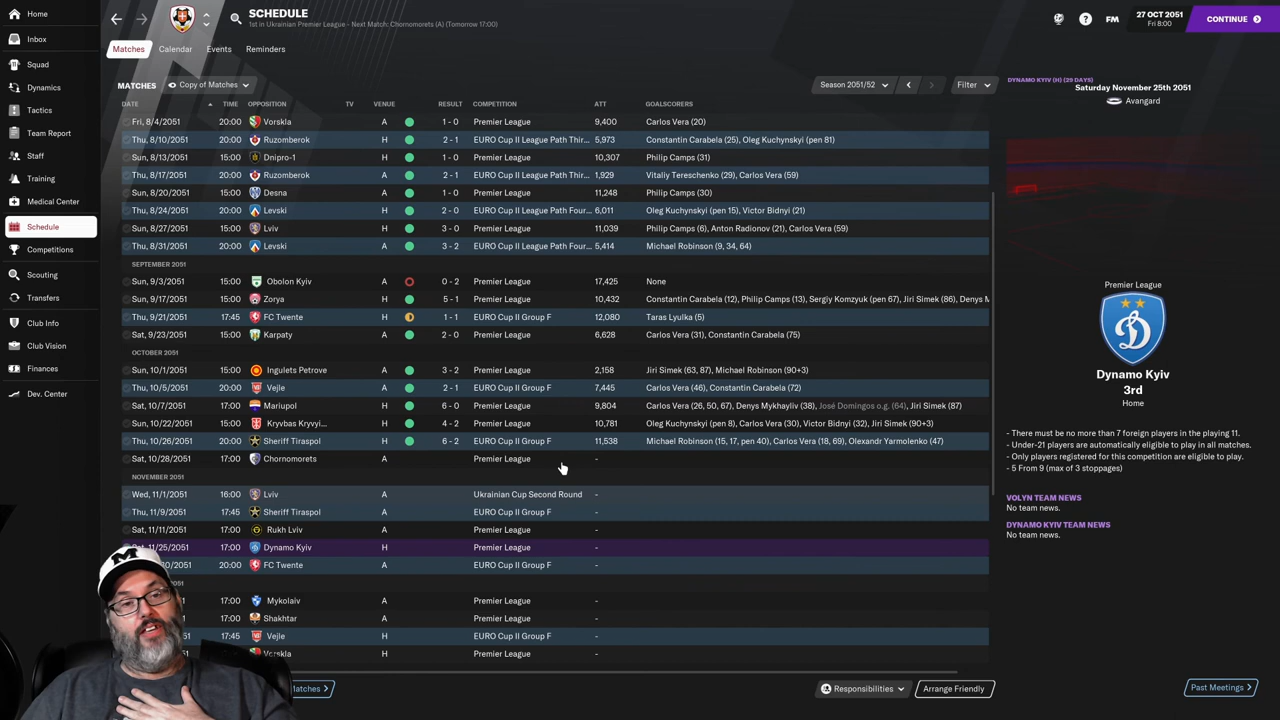 Home
SCHEDULE
1st in Ukrainian Premier League - Next Match: Chornomorets (A) (Tomorrow 17:00)
FM
27 OCT 2051
Fri 8:00
CONTINUE
Inbox
Squad
Dynamics
Tactics
Team Report
Staff
Training
Medical Center
Schedule
Competitions
Scouting
Transfers
Club Info
Club Vision
Finances
Dev. Center
Matches Calendar Events Reminders
MATCHES Copy of Matches Season 2051/52 Filter
DATE TIME OPPOSITION TV VENUE RESULT COMPETITION ATT GOALSCORERS
Fri, 8/4/2051 20:00 Vorskla A 1 - 0 Premier League 9,400 Carlos Vera (20)
Thu, 8/10/2051 20:00 Ruzomberok H 2 - 1 EURO Cup II League Path Thir... 5,973 Constantin Carabela (25), Oleg Kuchynskyi (pen 81)
Sun, 8/13/2051 15:00 Dnipro-1 H 1 - 0 Premier League 10,307 Philip Camps (31)
Thu, 8/17/2051 20:00 Ruzomberok A 2 - 1 EURO Cup II League Path Thir... 1,929 Vitaliy Tereschenko (29), Carlos Vera (59)
Sun, 8/20/2051 15:00 Desna A 1 - 0 Premier League 11,248 Philip Camps (30)
Thu, 8/24/2051 20:00 Levski H 2 - 0 EURO Cup II League Path Four... 6,011 Oleg Kuchynskyi (pen 15), Victor Bidnyi (21)
Sun, 8/27/2051 15:00 Lviv H 3 - 0 Premier League 11,039 Philip Camps (6), Anton Radionov (21), Carlos Vera (59)
Thu, 8/31/2051 20:00 Levski A 3 - 2 EURO Cup II League Path Four... 5,414 Michael Robinson (9, 34, 64)
SEPTEMBER 2051
Sun, 9/3/2051 15:00 Obolon Kyiv A 0 - 2 Premier League 17,425 None
Sun, 9/17/2051 15:00 Zorya H 5 - 1 Premier League 10,432 Constantin Carabela (12), Philip Camps (13), Sergiy Komzyuk (pen 67), Jiri Simek (86), Denys M
Thu, 9/21/2051 17:45 FC Twente H 1 - 1 EURO Cup II Group F 12,080 Taras Lyulka (5)
Sat, 9/23/2051 15:00 Karpaty A 2 - 0 Premier League 6,628 Carlos Vera (31), Constantin Carabela (75)
OCTOBER 2051
Sun, 10/1/2051 15:00 Ingulets Petrove A 3 - 2 Premier League 2,158 Jiri Simek (63, 87), Michael Robinson (90+3)
Thu, 10/5/2051 20:00 Vejle A 2 - 1 EURO Cup II Group F 7,445 Carlos Vera (46), Constantin Carabela (72)
Sat, 10/7/2051 17:00 Mariupol H 6 - 0 Premier League 9,804 Carlos Vera (26, 50, 67), Denys Mykhayliv (38), José Domingos o.g. (64), Jiri Simek (87)
Sun, 10/22/2051 15:00 Kryvbas Kryvyi... H 4 - 2 Premier League 10,781 Oleg Kuchynskyi (pen 8), Carlos Vera (30), Victor Bidnyi (32), Jiri Simek (90+3)
Thu, 10/26/2051 20:00 Sheriff Tiraspol H 6 - 2 EURO Cup II Group F 11,538 Michael Robinson (15, 17, pen 40), Carlos Vera (18, 69), Olexandr Yarmolenko (47)
Sat, 10/28/2051 17:00 Chornomorets A Premier League -
NOVEMBER 2051
Wed, 11/1/2051 16:00 Lviv A Ukrainian Cup Second Round -
Thu, 11/9/2051 17:45 Sheriff Tiraspol A EURO Cup II Group F -
Sat, 11/11/2051 17:00 Rukh Lviv A Premier League -
11/25/2051 17:00 Dynamo Kyiv H Premier League -
/2051 20:00 FC Twente A EURO Cup II Group F -
2051
51 17:00 Mykolaiv A Premier League -
51 17:00 Shakhtar A Premier League -
51 17:45 Vejle H EURO Cup II Group F -
51 Vorskla H Premier League -
Matches
Responsibilities
Arrange Friendly
DYNAMO KYIV (H) (29 DAYS)
Saturday November 25th 2051
Avangard
Premier League
Dynamo Kyiv
3rd
Home
- There must be no more than 7 foreign players in the playing 11.
- Under-21 players are automatically eligible to play in all matches.
- Only players registered for this competition are eligible to play.
- 5 From 9 (max of 3 stoppages)
VOLYN TEAM NEWS
No team news.
DYNAMO KYIV TEAM NEWS
No team news.
Past Meetings